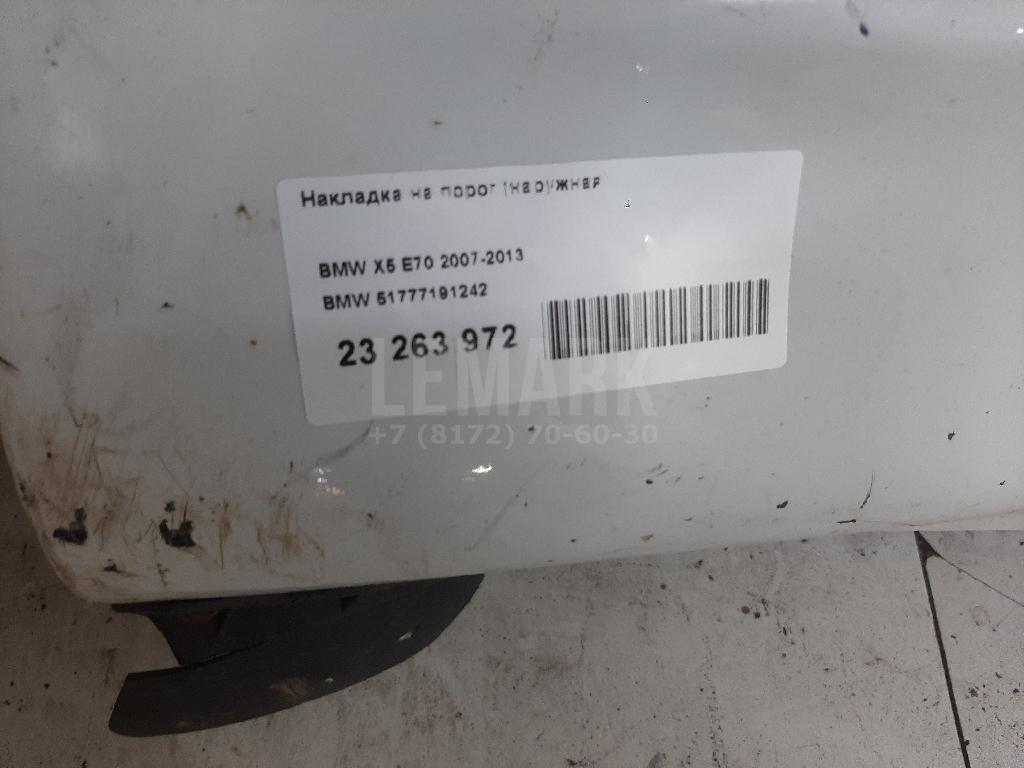 Накладка на порог (наружная)
BMW X5 E70 2007-2013
BMW 51777191242
23 263 972
LEMARK
+7 (8172) 70-60-30